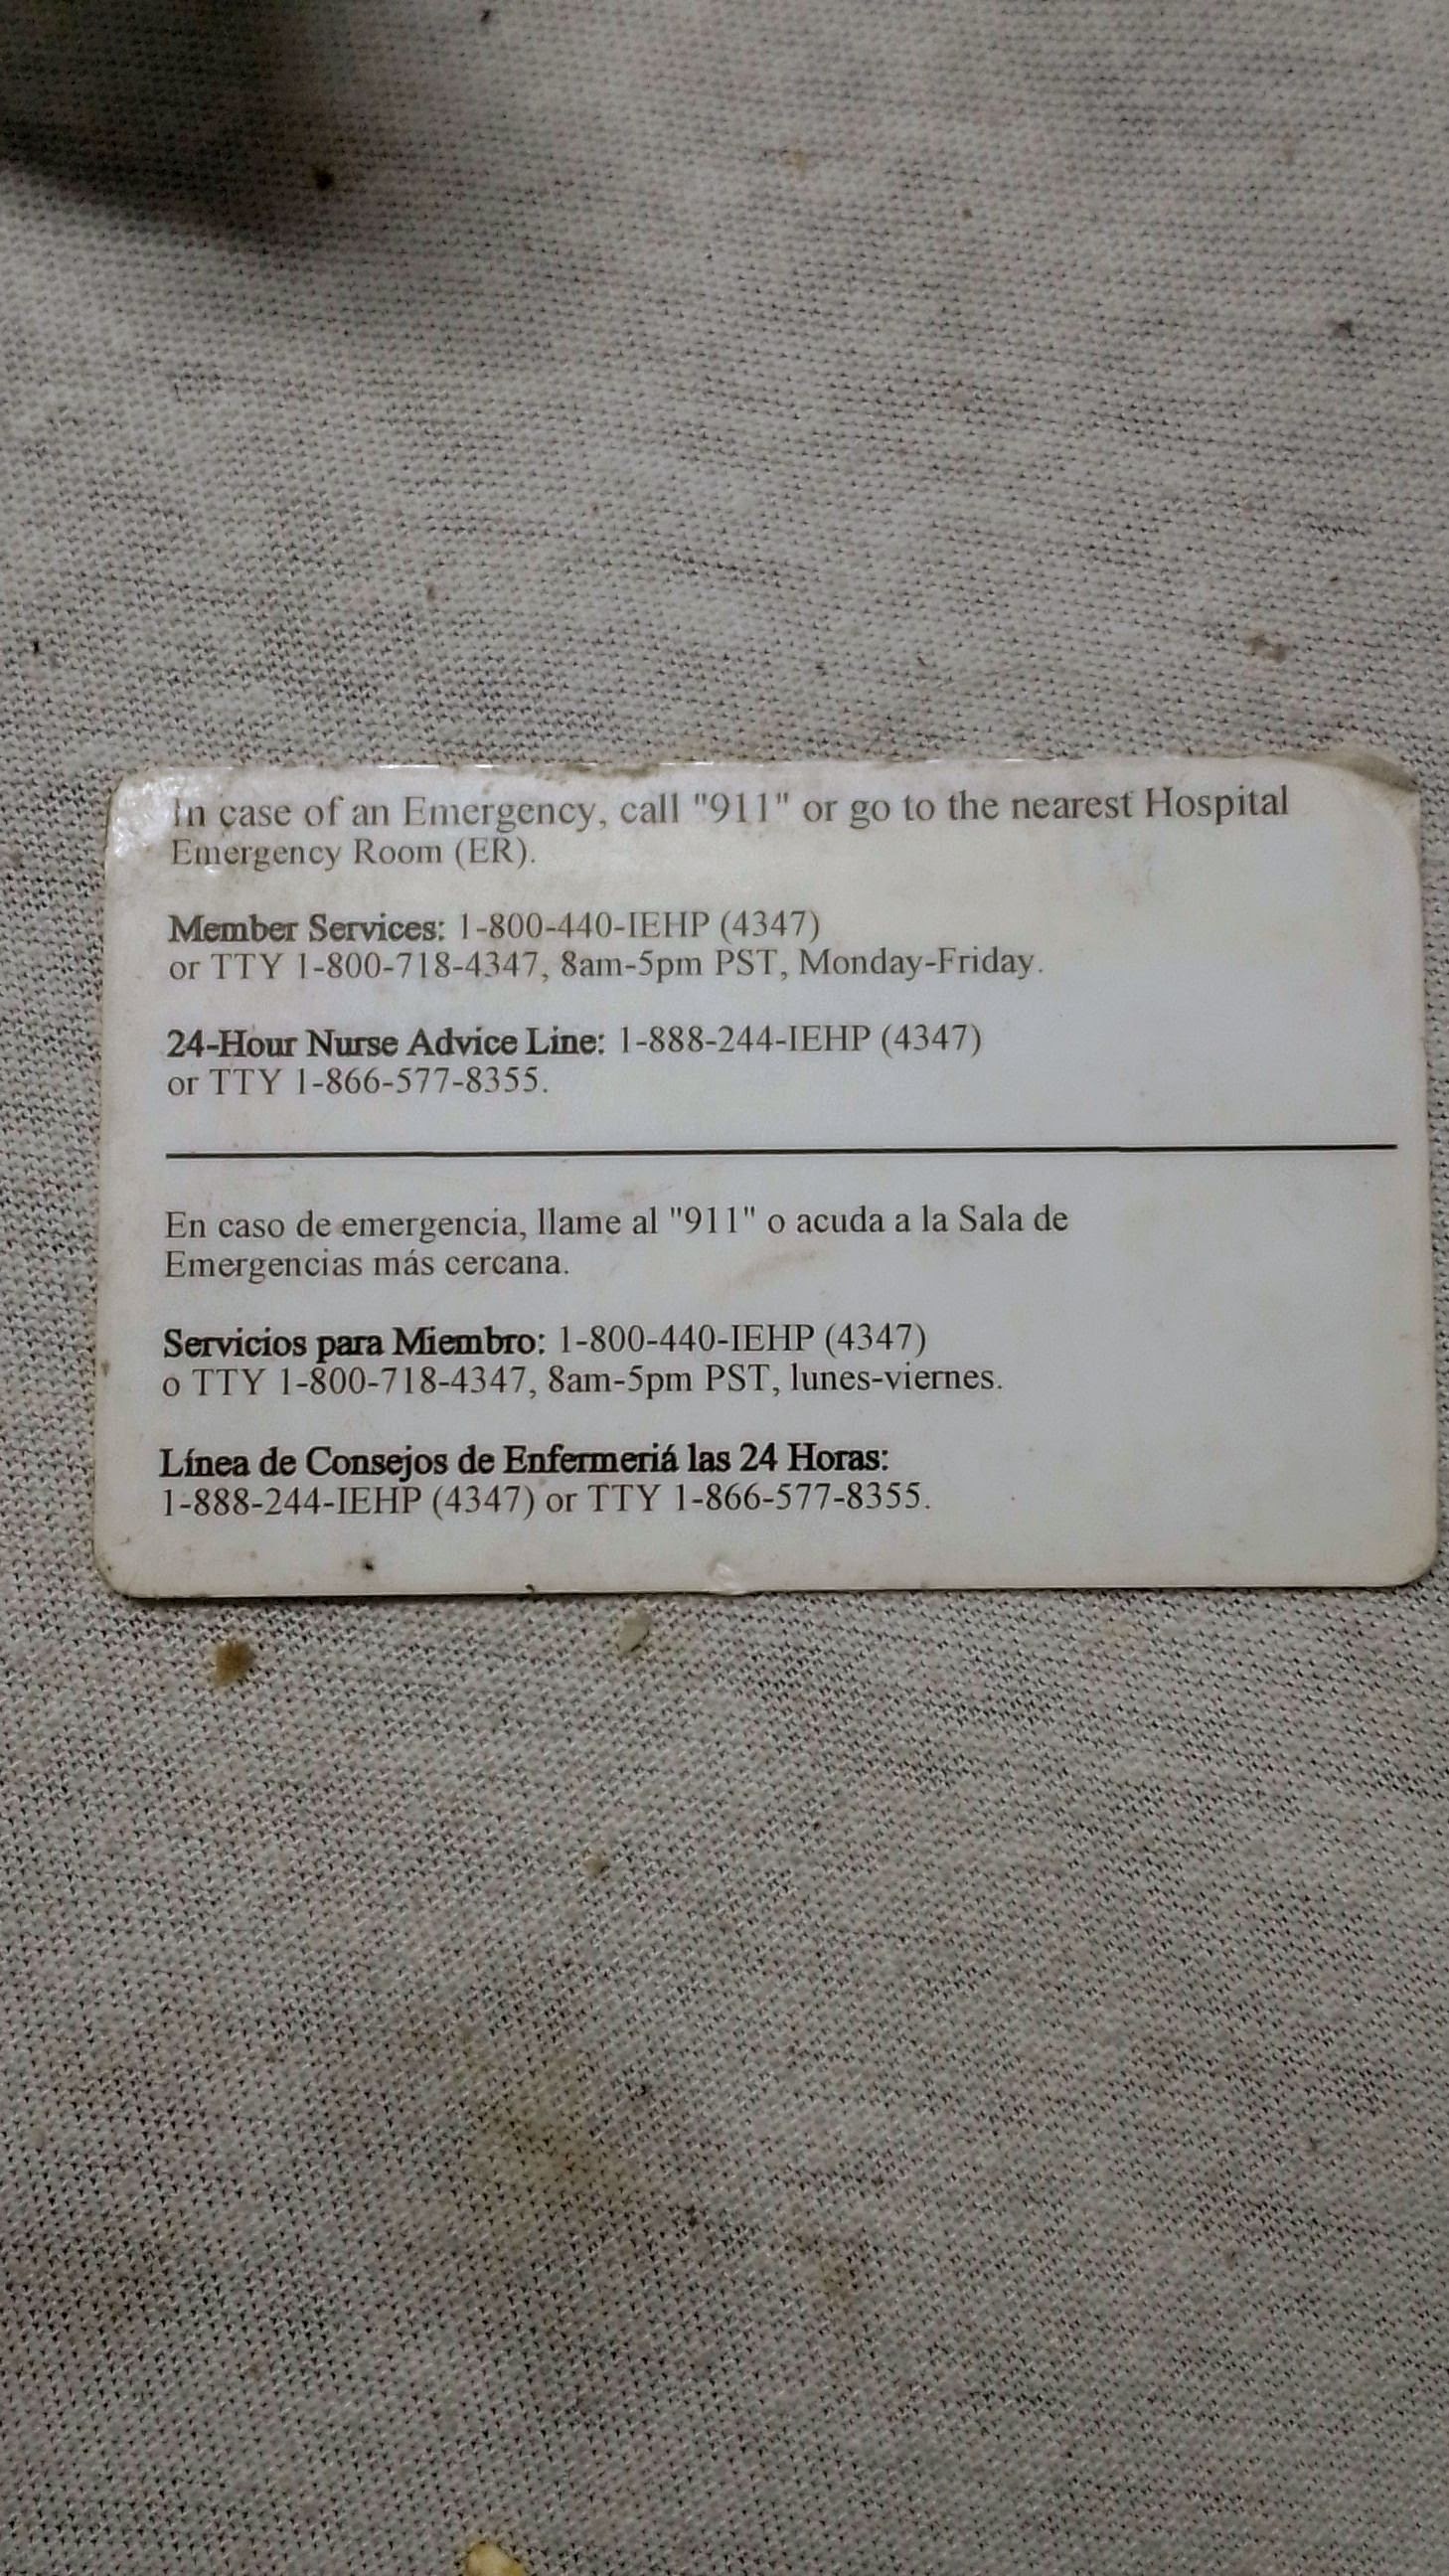 In case of an Emergency, call "911" or go to the nearest Hospital
Emergency Room (ER).
Member Services: 1-800-440-IEHP (4347)
or TTY 1-800-718-4347, 8am-5pm PST, Monday-Friday.
24-Hour Nurse Advice Line: 1-888-244-IEHP (4347)
or TTY 1-866-577-8355.
En caso de emergencia, llame al "911" o acuda a la Sala de
Emergencias más cercana.
Servicios para Miembro: 1-800-440-IEHP (4347)
o TTY 1-800-718-4347, 8am-5pm PST, lunes-viernes.
Línea de Consejos de Enfermeriá las 24 Horas:
1-888-244-IEHP (4347) or TTY 1-866-577-8355.